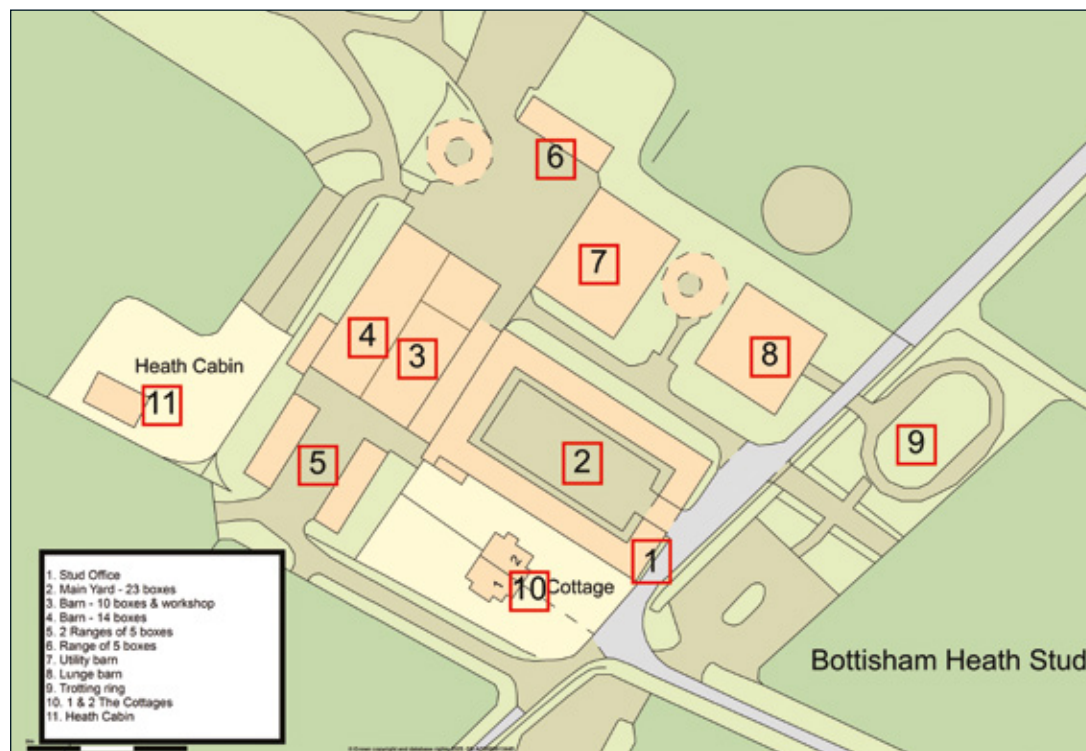 6
7
4
3
8
Heath Cabin
11
9
5
2
1
2
1
10 Cottage
Bottisham Heath Stud
1. Stud Office
2. Main Yard - 23 boxes
3. Barn - 10 boxes & workshop
4. Barn - 14 boxes
5. 2 Ranges of 5 boxes
6. Range of 5 boxes
7. Utility barn
8. Lunge barn
9. Trotting ring
10. 1 & 2 The Cottages
11. Heath Cabin